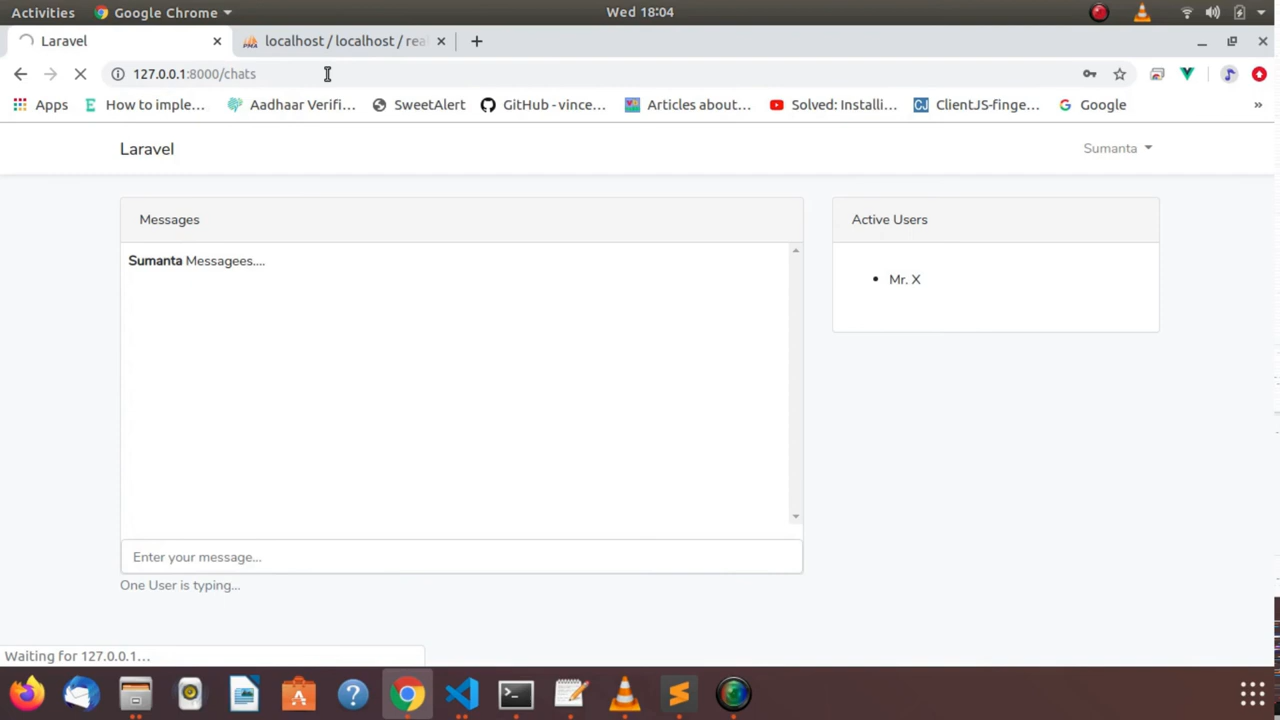 Activities Google Chrome Wed 18:04
Laravel localhost / localhost / rea
127.0.0.1:8000/chats
Apps How to imple... Aadhaar Verifi... SweetAlert GitHub - vince... Articles about... Solved: Installi... ClientJS-finge... Google »
Laravel Sumanta
Messages Active Users
Sumanta Messagees....
Mr. X
Enter your message...
One User is typing...
Waiting for 127.0.0.1...